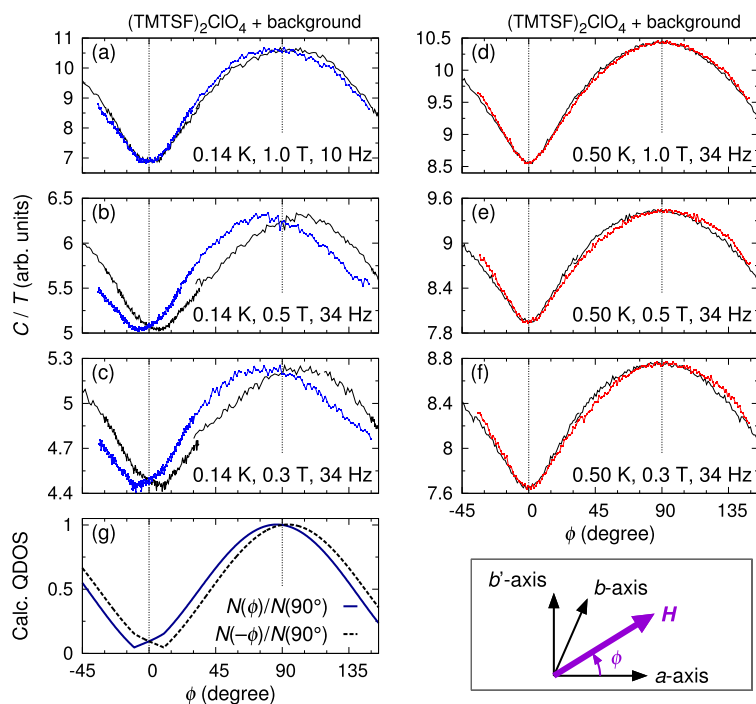 (TMTSF)₂ClO₄ + background
(a)
11
10
9
8
7
0.14 K, 1.0 T, 10 Hz
(b)
6.5
6
5.5
5
0.14 K, 0.5 T, 34 Hz
C / T (arb. units)
(c)
5.3
5
4.7
4.4
0.14 K, 0.3 T, 34 Hz
(g)
1
0.5
0
Calc. QDOS
N(ϕ)/N(90°)
N(−ϕ)/N(90°)
-45 0 45 90 135
ϕ (degree)
(TMTSF)₂ClO₄ + background
(d)
10.5
10
9.5
9
8.5
0.50 K, 1.0 T, 34 Hz
(e)
9.6
9
8.4
7.8
0.50 K, 0.5 T, 34 Hz
(f)
8.8
8.4
8
7.6
0.50 K, 0.3 T, 34 Hz
-45 0 45 90 135
ϕ (degree)
b'-axis
b-axis
H
ϕ
a-axis